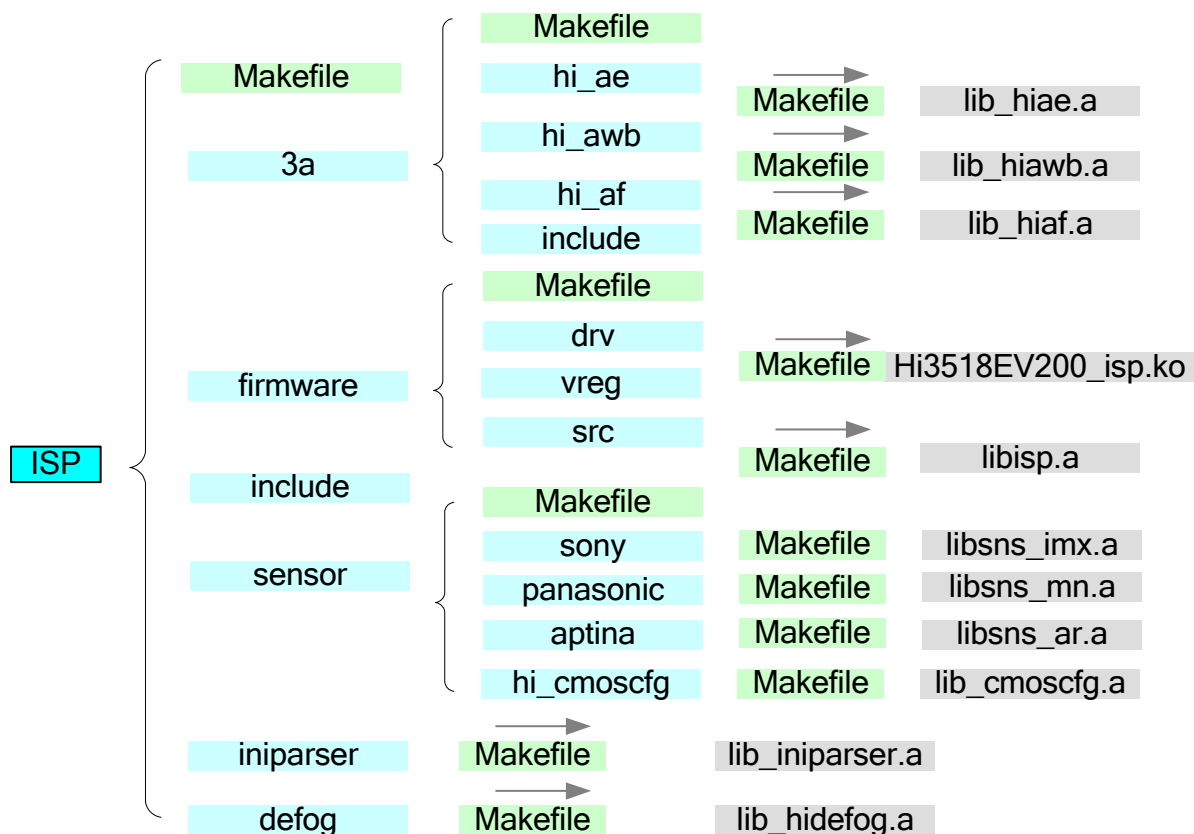 Makefile
Makefile
hi_ae
Makefile
lib_hiae.a
hi_awb
3a
Makefile
lib_hiawb.a
hi_af
Makefile
lib_hiaf.a
include
Makefile
drv
Makefile
Hi3518EV200_isp.ko
firmware
vreg
src
ISP
Makefile
libisp.a
include
Makefile
sony
Makefile
libsns_imx.a
sensor
panasonic
Makefile
libsns_mn.a
aptina
Makefile
libsns_ar.a
hi_cmoscfg
Makefile
lib_cmoscfg.a
iniparser
Makefile
lib_iniparser.a
defog
Makefile
lib_hidefog.a